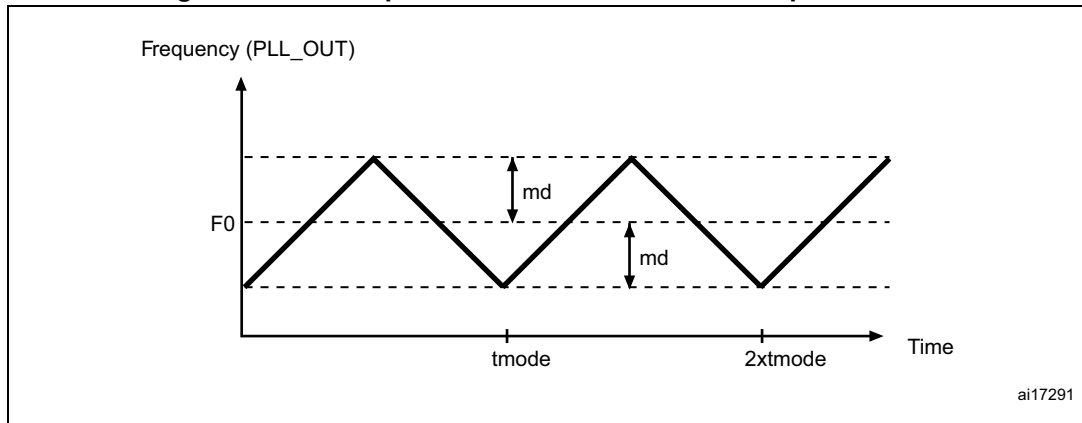 Frequency (PLL_OUT)
md
F0
md
tmode
2xtmode
Time
ai17291